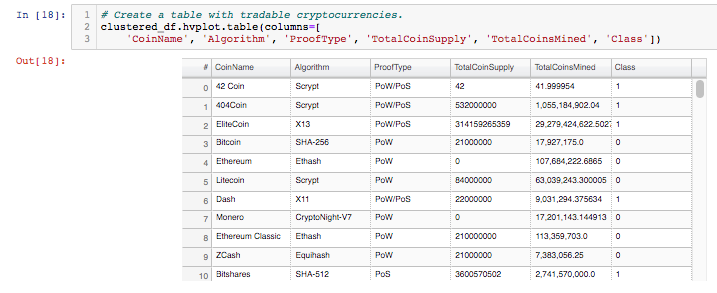 In [18]: 1 # Create a table with tradable cryptocurrencies.
2 clustered_df.hvplot.table(columns=[
3 'CoinName', 'Algorithm', 'ProofType', 'TotalCoinSupply', 'TotalCoinsMined', 'Class'])
Out[18]:
# CoinName Algorithm ProofType TotalCoinSupply TotalCoinsMined Class
0 42 Coin Scrypt PoW/PoS 42 41.999954 1
1 404Coin Scrypt PoW/PoS 532000000 1,055,184,902.04 1
2 EliteCoin X13 PoW/PoS 314159265359 29,279,424,622.502 1
3 Bitcoin SHA-256 PoW 21000000 17,927,175.0 0
4 Ethereum Ethash PoW 0 107,684,222.6865 0
5 Litecoin Scrypt PoW 84000000 63,039,243.300005 0
6 Dash X11 PoW/PoS 22000000 9,031,294.375634 1
7 Monero CryptoNight-V7 PoW 0 17,201,143.144913 0
8 Ethereum Classic Ethash PoW 210000000 113,359,703.0 0
9 ZCash Equihash PoW 21000000 7,383,056.25 0
10 Bitshares SHA-512 PoS 3600570502 2,741,570,000.0 1